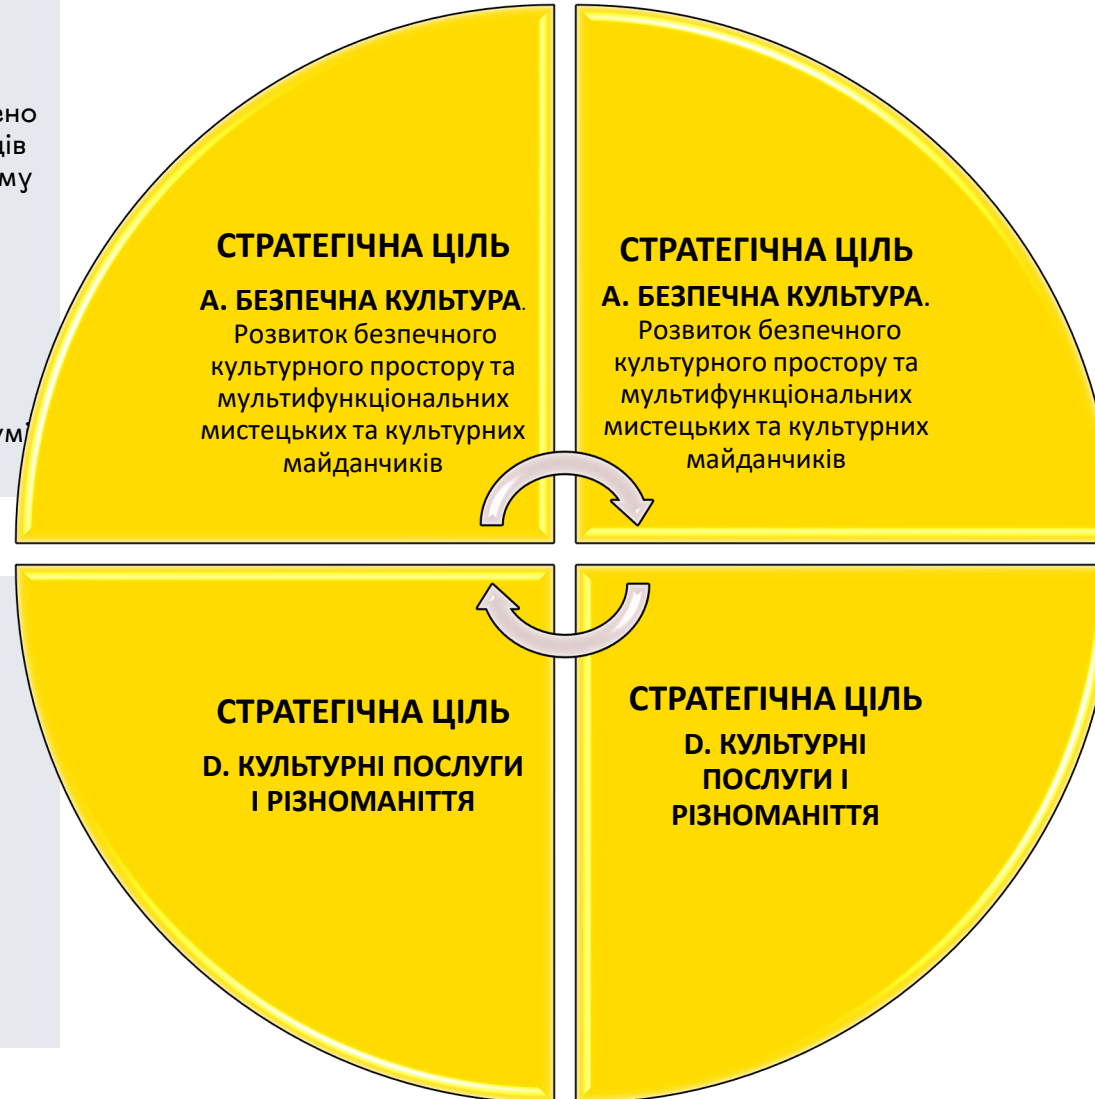 му
СТРАТЕГІЧНА ЦІЛЬ
А. БЕЗПЕЧНА КУЛЬТУРА.
Розвиток безпечного
культурного простору та
мультифункціональних
мистецьких та культурних
майданчиків
СТРАТЕГІЧНА ЦІЛЬ
А. БЕЗПЕЧНА КУЛЬТУРА.
Розвиток безпечного
культурного простору та
мультифункціональних
мистецьких та культурних
майданчиків
СТРАТЕГІЧНА ЦІЛЬ
D. КУЛЬТУРНІ ПОСЛУГИ
І РІЗНОМАНІТТЯ
СТРАТЕГІЧНА ЦІЛЬ
D. КУЛЬТУРНІ
ПОСЛУГИ І
РІЗНОМАНІТТЯ